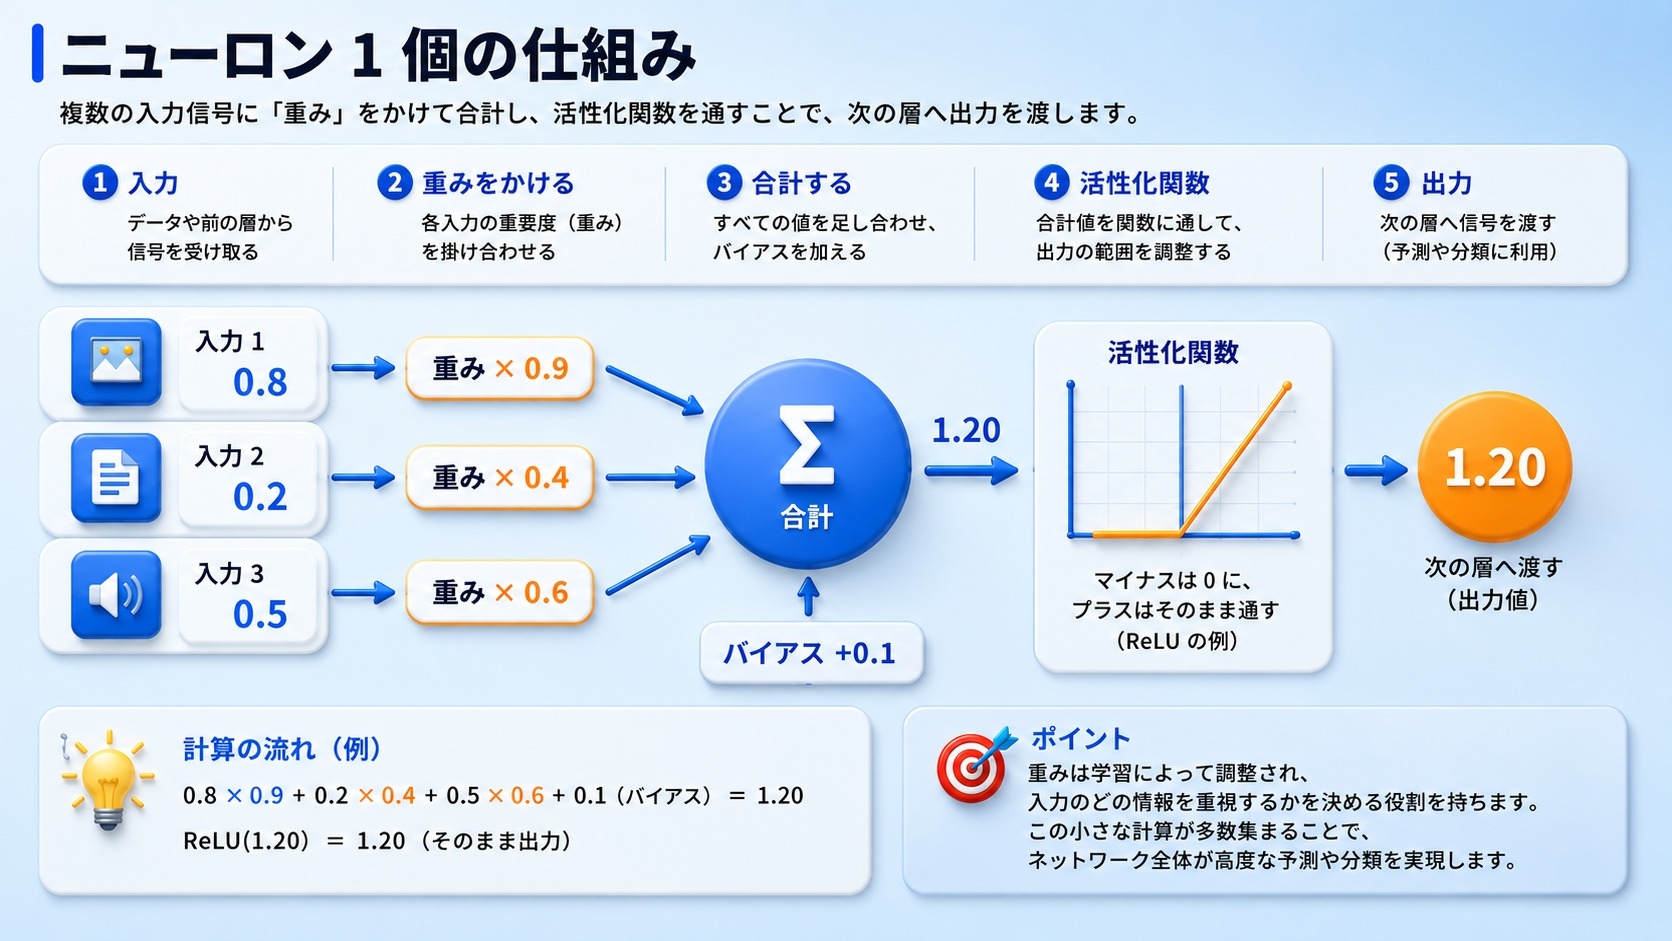 ニューロン 1 個の仕組み
複数の入力信号に「重み」をかけて合計し、活性化関数を通すことで、次の層へ出力を渡します。
1 入力
データや前の層から
信号を受け取る
2 重みをかける
各入力の重要度（重み）
を掛け合わせる
3 合計する
すべての値を足し合わせ、
バイアスを加える
4 活性化関数
合計値を関数に通して、
出力の範囲を調整する
5 出力
次の層へ信号を渡す
（予測や分類に利用）
入力 1
0.8
重み × 0.9
入力 2
0.2
重み × 0.4
入力 3
0.5
重み × 0.6
Σ
合計
バイアス +0.1
1.20
活性化関数
マイナスは 0 に、
プラスはそのまま通す
（ReLU の例）
1.20
次の層へ渡す
（出力値）
計算の流れ（例）
0.8 × 0.9 + 0.2 × 0.4 + 0.5 × 0.6 + 0.1（バイアス） = 1.20
ReLU(1.20) = 1.20（そのまま出力）
ポイント
重みは学習によって調整され、
入力のどの情報を重視するかを決める役割を持ちます。
この小さな計算が多数集まることで、
ネットワーク全体が高度な予測や分類を実現します。